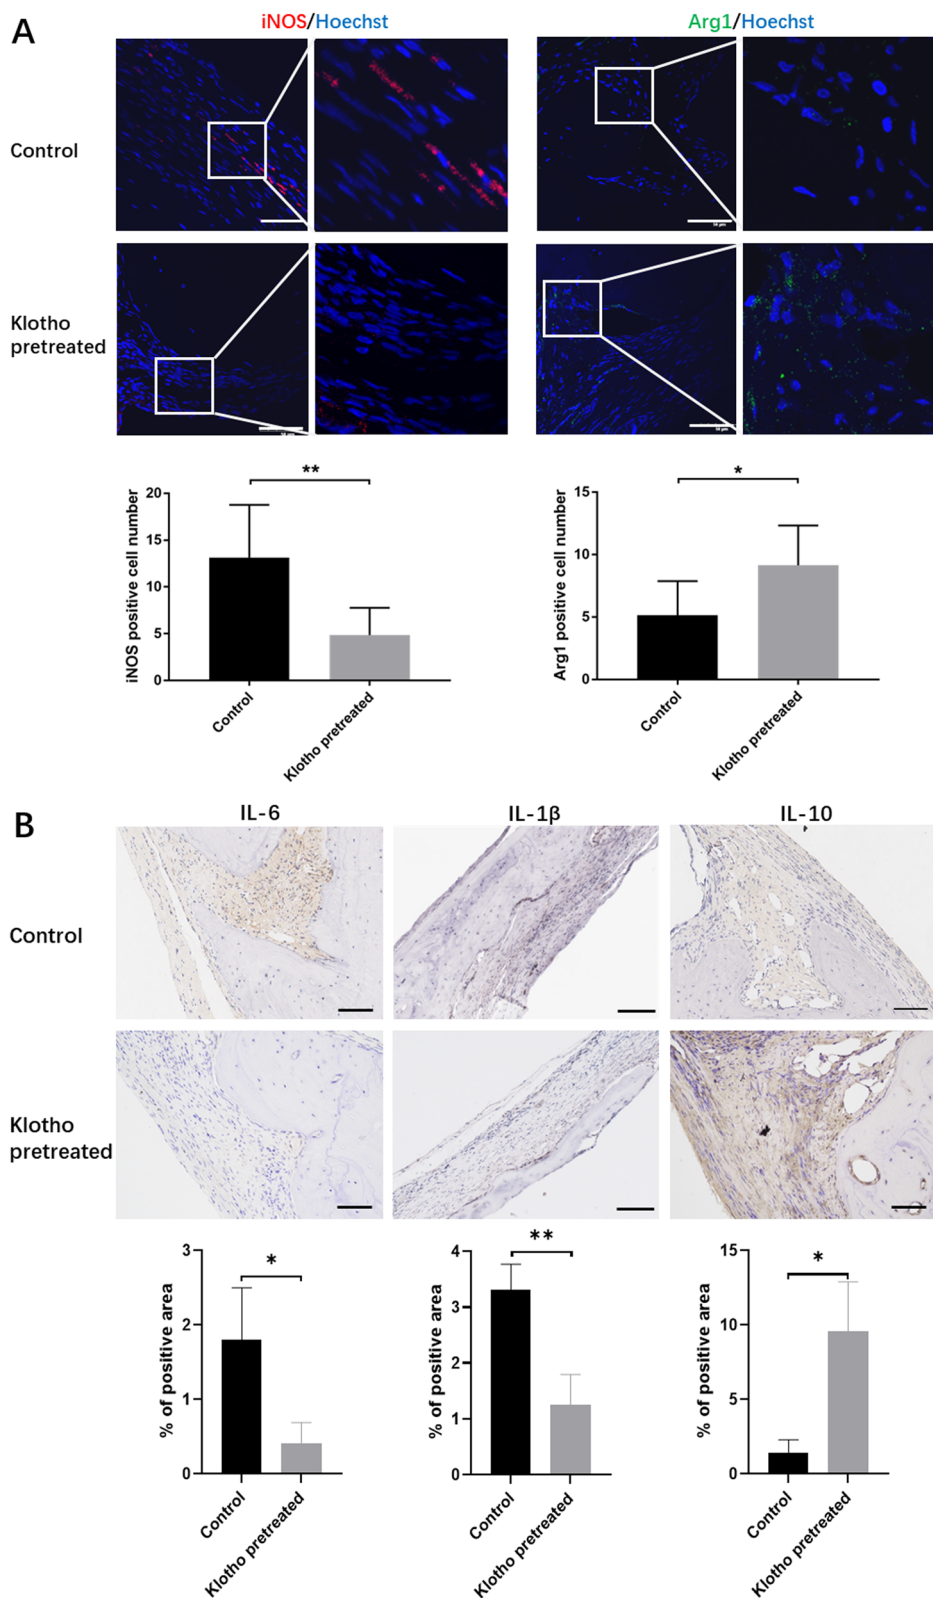 A
iNOS/Hoechst
Arg1/Hoechst
Control
Klotho
pretreated
**
iNOS positive cell number
20
15
10
5
0
Control
Klotho pretreated
*
Arg1 positive cell number
15
10
5
0
Control
Klotho pretreated
B
IL-6
IL-1β
IL-10
Control
Klotho
pretreated
*
% of positive area
3
2
1
0
Control
Klotho pretreated
**
% of positive area
4
3
2
1
0
Control
Klotho pretreated
*
% of positive area
15
10
5
0
Control
Klotho pretreated